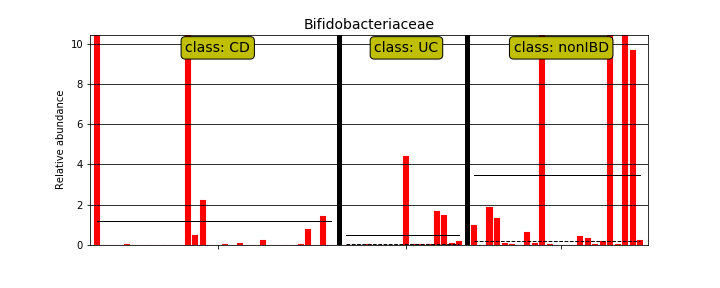 Bifidobacteriaceae
class: CD
class: UC
class: nonIBD
Relative abundance
10
8
6
4
2
0